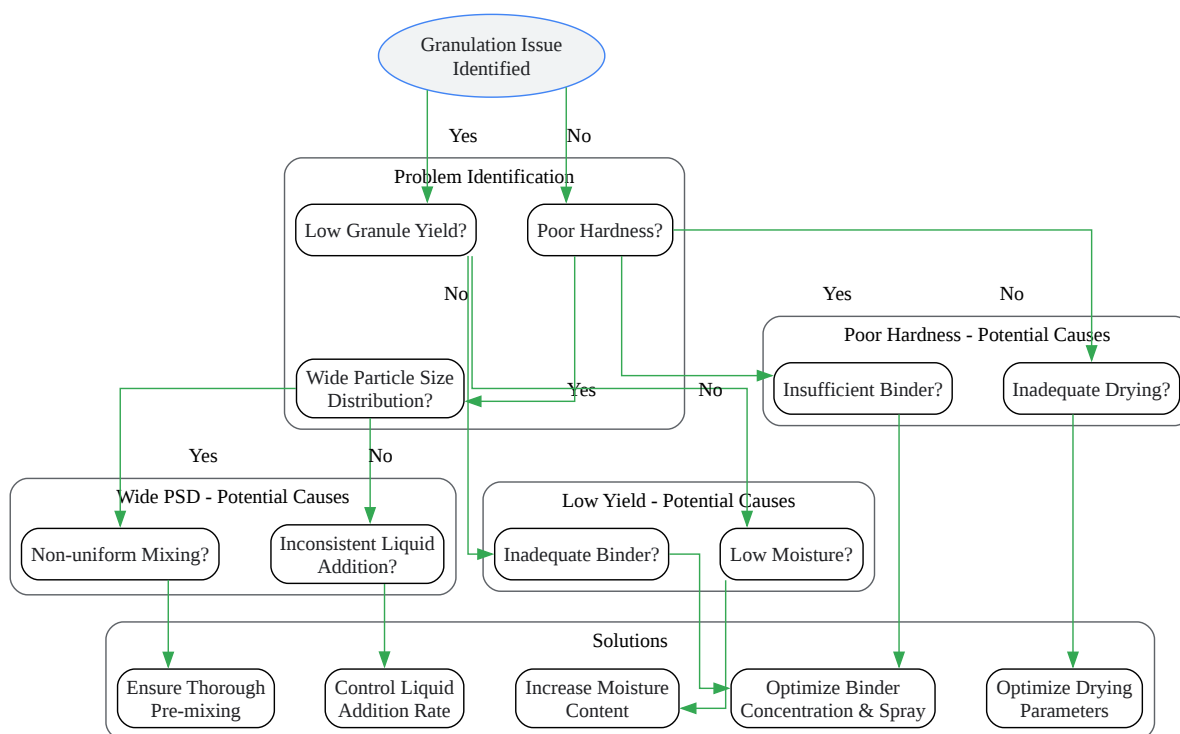 Granulation Issue
Identified
Yes
No
Problem Identification
Low Granule Yield?
Poor Hardness?
No
Yes
No
Poor Hardness - Potential Causes
Wide Particle Size
Distribution?
Yes
No
Insufficient Binder?
Inadequate Drying?
Yes
No
Wide PSD - Potential Causes
Low Yield - Potential Causes
Non-uniform Mixing?
Inconsistent Liquid
Addition?
Inadequate Binder?
Low Moisture?
Solutions
Ensure Thorough
Pre-mixing
Control Liquid
Addition Rate
Increase Moisture
Content
Optimize Binder
Concentration & Spray
Optimize Drying
Parameters